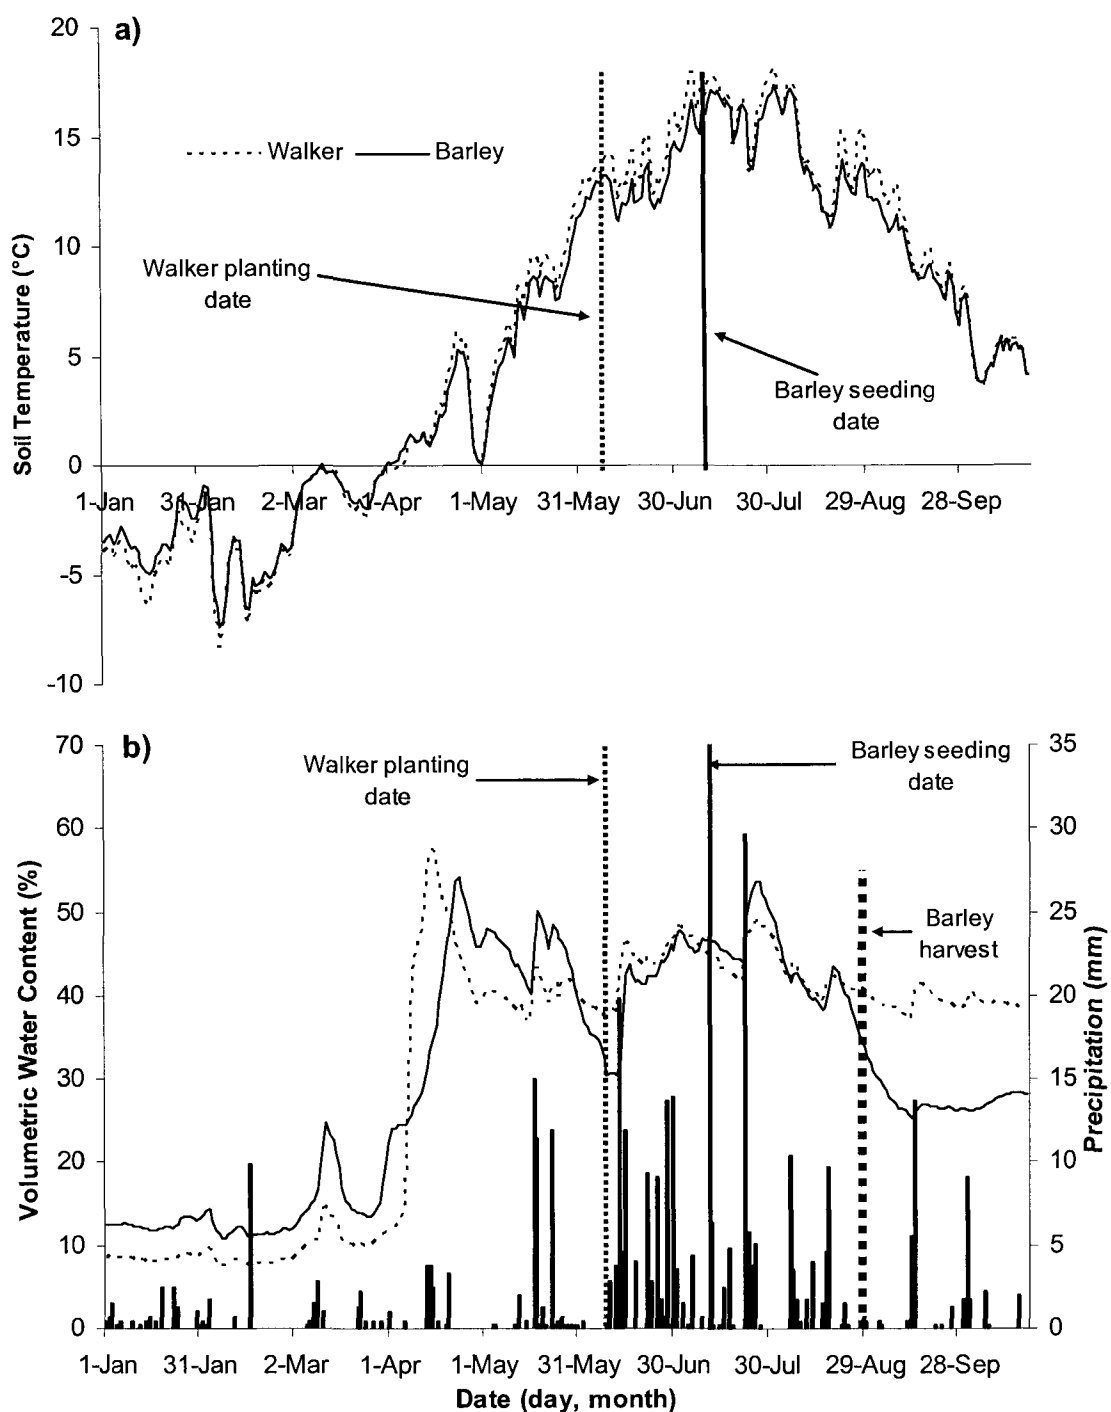 20
a)
15
Walker
Barley
10
Walker planting
date
5
Barley seeding
date
0
1-Jan
31-Jan
2-Mar
1-Apr
1-May
31-May
30-Jun
30-Jul
29-Aug
28-Sep
-5
-10
Soil Temperature (°C)
70
b)
Walker planting
date
Barley seeding
date
35
60
30
50
Barley
harvest
25
40
20
30
15
20
10
10
5
0
0
1-Jan
31-Jan
2-Mar
1-Apr
1-May
31-May
30-Jun
30-Jul
29-Aug
28-Sep
Volumetric Water Content (%)
Precipitation (mm)
Date (day, month)